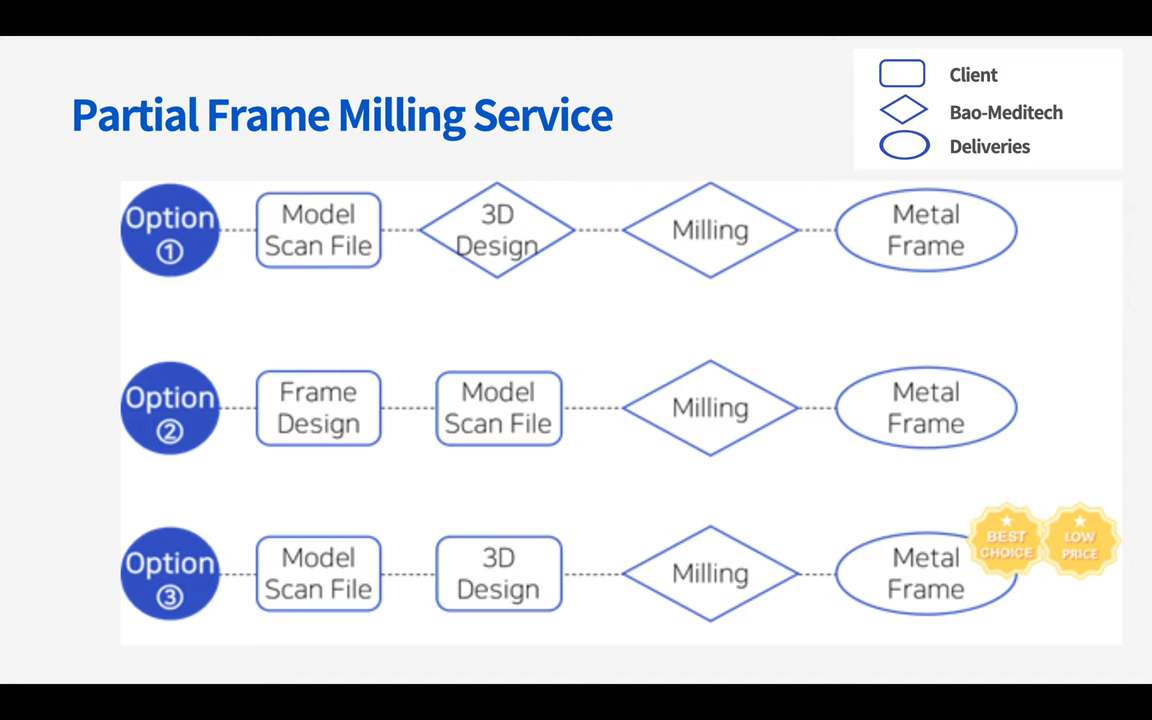 Partial Frame Milling Service
Client
Bao-Meditech
Deliveries
Option
①
Model
Scan File
3D
Design
Milling
Metal
Frame
Option
②
Frame
Design
Model
Scan File
Milling
Metal
Frame
Option
③
Model
Scan File
3D
Design
Milling
Metal
Frame
BEST
CHOICE
LOW
PRICE